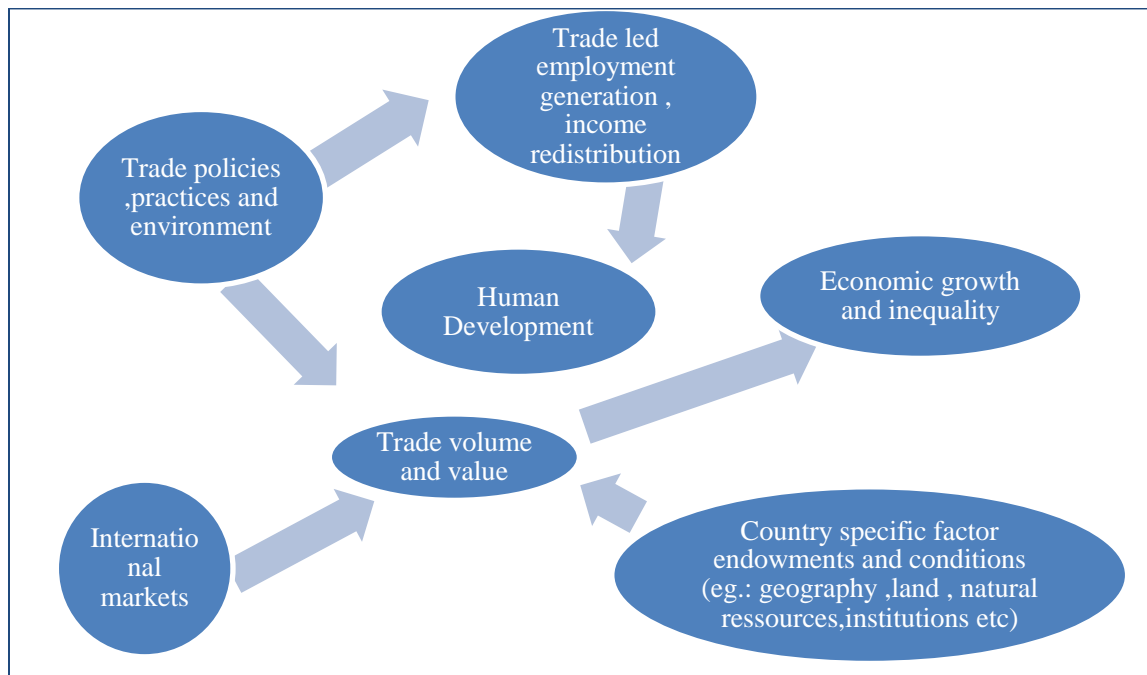 Trade led
employment
generation ,
income
redistribution
Trade policies
,practices and
environment
Human
Development
Economic growth
and inequality
Trade volume
and value
Internatio
nal
markets
Country specific factor
endowments and conditions
(eg.: geography ,land , natural
ressources,institutions etc)